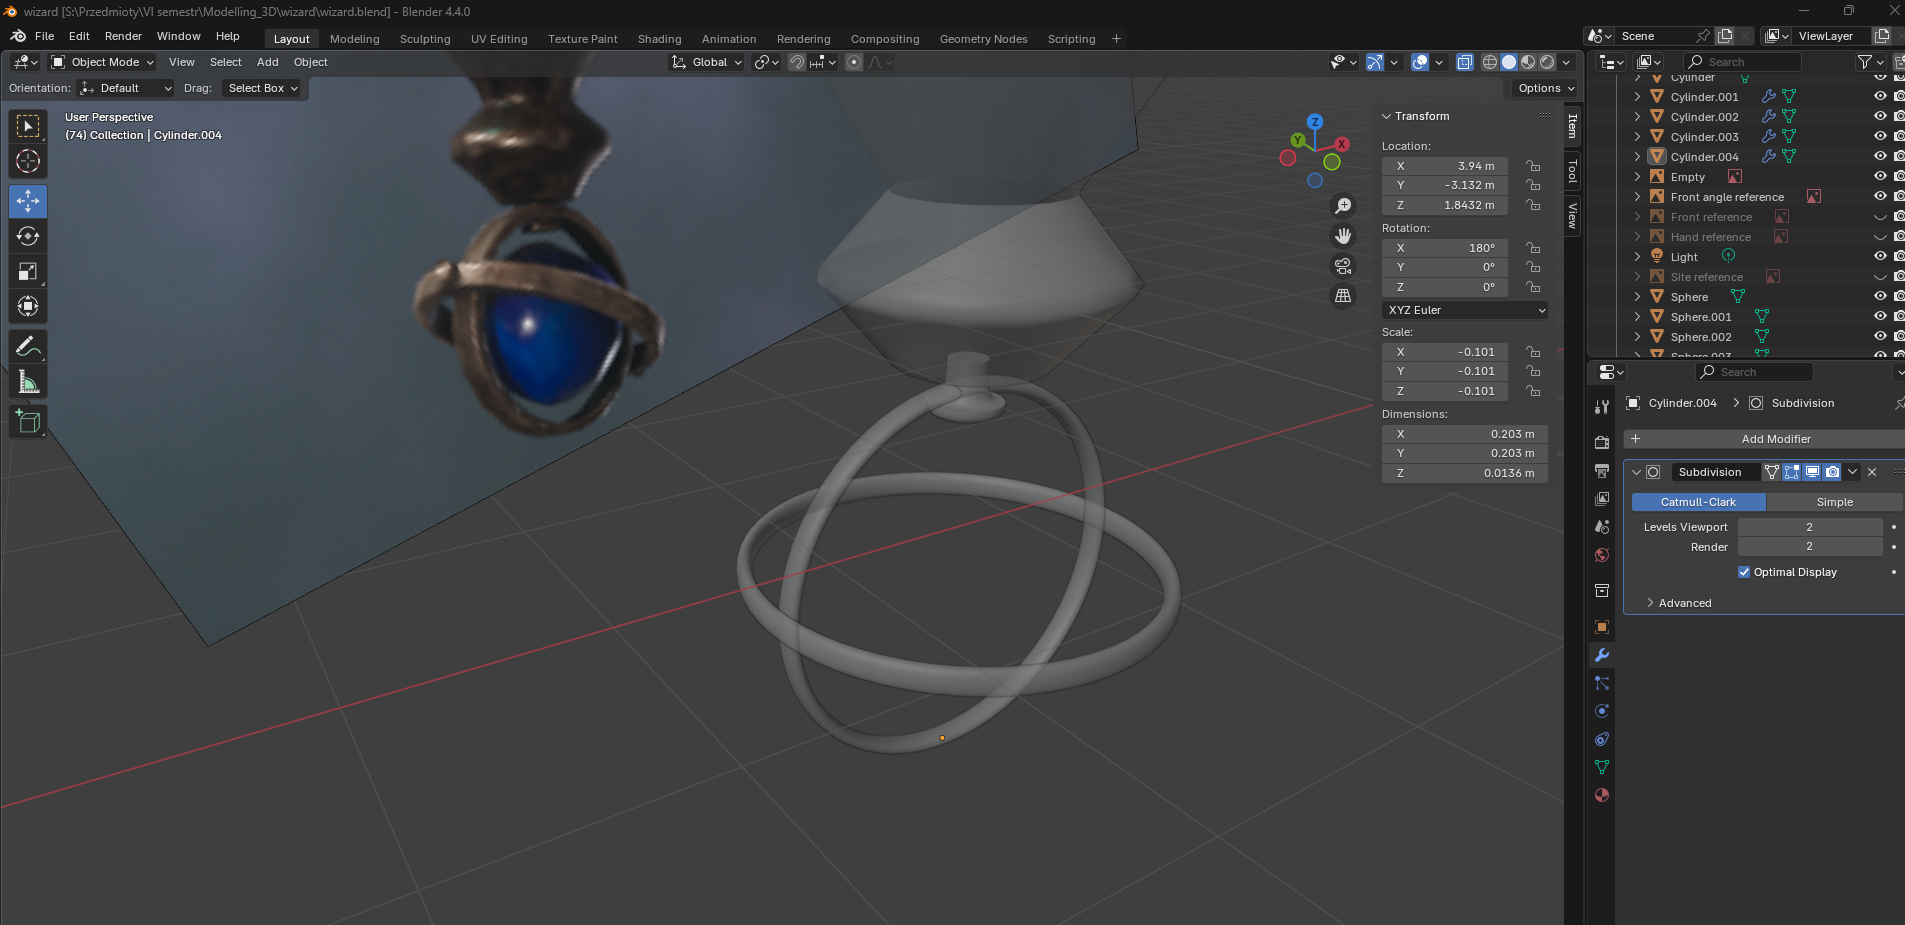 wizard [S:\Przedmioty\VI semestr\Modelling_3D\wizard\wizard.blend] - Blender 4.4.0
File Edit Render Window Help Layout Modeling Sculpting UV Editing Texture Paint Shading Animation Rendering Compositing Geometry Nodes Scripting +
Scene
ViewLayer
Object Mode View Select Add Object
Global
Search
Orientation: Default Drag: Select Box
Options
User Perspective
(74) Collection | Cylinder.004
Z
Y
X
Transform
Location:
X 3.94 m
Y -3.132 m
Z 1.8432 m
Rotation:
X 180°
Y 0°
Z 0°
XYZ Euler
Scale:
X -0.101
Y -0.101
Z -0.101
Dimensions:
X 0.203 m
Y 0.203 m
Z 0.0136 m
Item
Tool
View
Cylinder
Cylinder.001
Cylinder.002
Cylinder.003
Cylinder.004
Empty
Front angle reference
Front reference
Hand reference
Light
Site reference
Sphere
Sphere.001
Sphere.002
Sphere.003
Search
Cylinder.004 > Subdivision
+ Add Modifier
Subdivision
Catmull-Clark Simple
Levels Viewport 2
Render 2
Optimal Display
Advanced